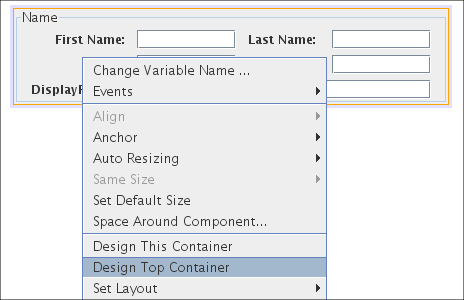 Name
First Name: Last Name:
Change Variable Name ...
Events
Display
Align
Anchor
Auto Resizing
Same Size
Set Default Size
Space Around Component...
Design This Container
Design Top Container
Set Layout